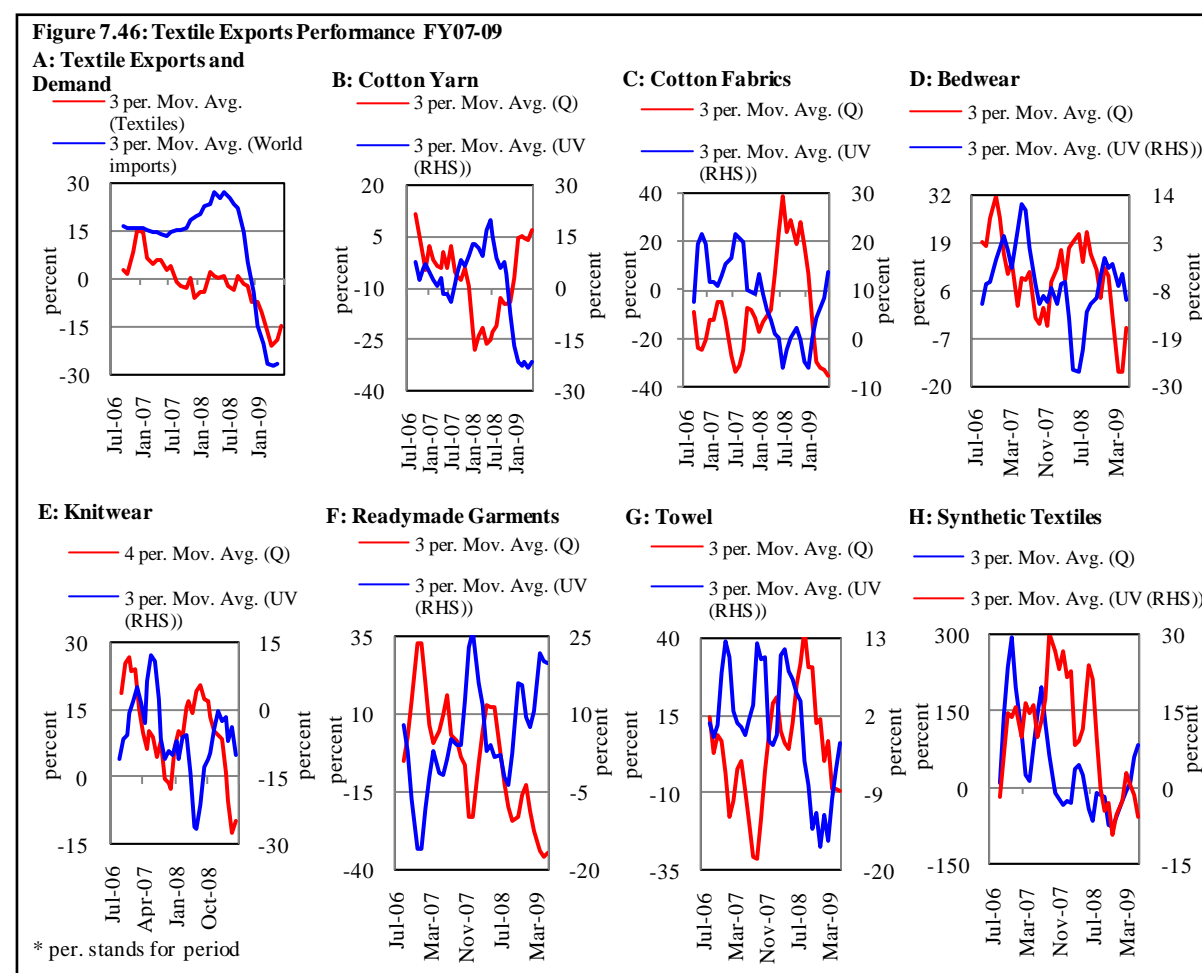 Figure 7.46: Textile Exports Performance FY07-09
A: Textile Exports and
Demand
3 per. Mov. Avg.
(Textiles)
3 per. Mov. Avg. (World
imports)
30
15
0
-15
-30
percent
Jul-06
Jan-07
Jul-07
Jan-08
Jul-08
Jan-09
B: Cotton Yarn
3 per. Mov. Avg. (Q)
3 per. Mov. Avg. (UV
(RHS))
20
5
-10
-25
-40
percent
30
15
0
-15
-30
percent
Jul-06
Jan-07
Jul-07
Jan-08
Jul-08
Jan-09
C: Cotton Fabrics
3 per. Mov. Avg. (Q)
3 per. Mov. Avg. (UV
(RHS))
40
20
0
-20
-40
percent
30
20
10
0
-10
percent
Jul-06
Jan-07
Jul-07
Jan-08
Jul-08
Jan-09
D: Bedwear
3 per. Mov. Avg. (Q)
3 per. Mov. Avg. (UV (RHS))
32
19
6
-7
-20
percent
14
3
-8
-19
-30
Jul-06
Mar-07
Nov-07
Jul-08
Mar-09
E: Knitwear
4 per. Mov. Avg. (Q)
3 per. Mov. Avg. (UV
(RHS))
30
15
0
-15
percent
15
0
-15
-30
percent
Jul-06
Apr-07
Jan-08
Oct-08
F: Readymade Garments
3 per. Mov. Avg. (Q)
3 per. Mov. Avg. (UV
(RHS))
35
10
-15
-40
percent
25
10
-5
-20
percent
Jul-06
Mar-07
Nov-07
Jul-08
Mar-09
G: Towel
3 per. Mov. Avg. (Q)
3 per. Mov. Avg. (UV
(RHS))
40
15
-10
-35
percent
13
2
-9
-20
percent
Jul-06
Mar-07
Nov-07
Jul-08
Mar-09
H: Synthetic Textiles
3 per. Mov. Avg. (Q)
3 per. Mov. Avg. (UV (RHS))
300
150
0
-150
percent
30
15
0
-15
Jul-06
Mar-07
Nov-07
Jul-08
Mar-09
* per. stands for period